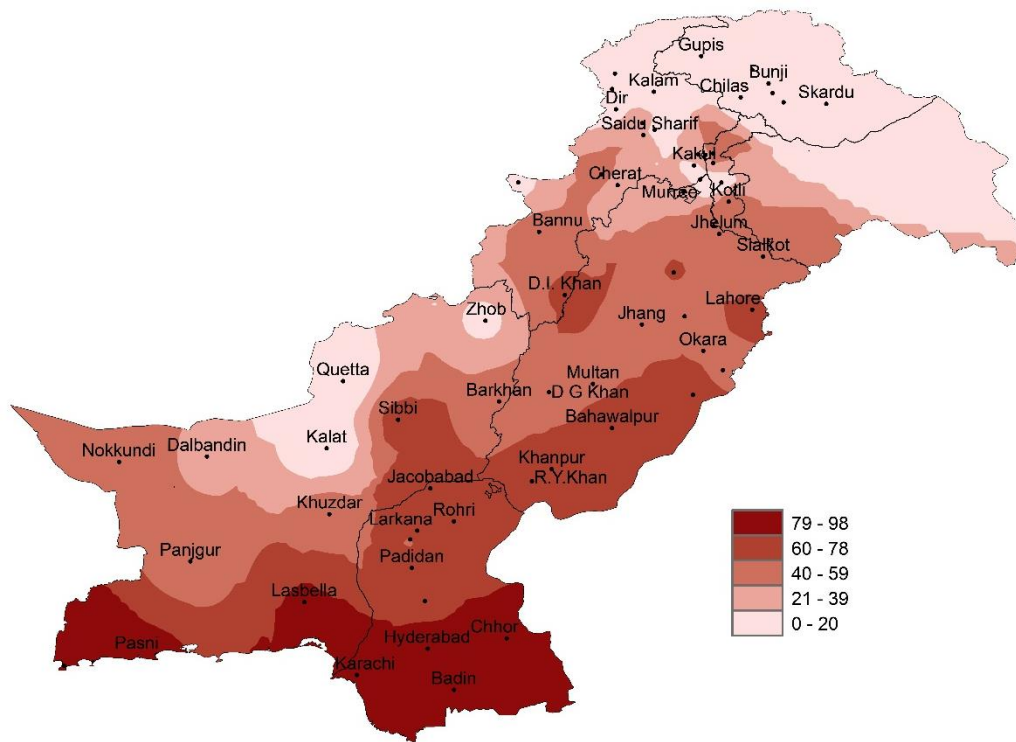 Gupis
Bunji
Kalam
Chilas
Skardu
Dir
Saidu Sharif
Kakul
Cherat
Murree
Kotli
Bannu
Jhelum
Sialkot
D.I. Khan
Zhob
Lahore
Jhang
Okara
Quetta
Multan
Barkhan
D G Khan
Sibbi
Bahawalpur
Nokkundi
Dalbandin
Kalat
Khanpur
Jacobabad
R.Y.Khan
Khuzdar
Rohri
Larkana
Panjgur
Padidan
Lasbella
Pasni
Hyderabad
Chhor
Karachi
Badin
79 - 98
60 - 78
40 - 59
21 - 39
0 - 20